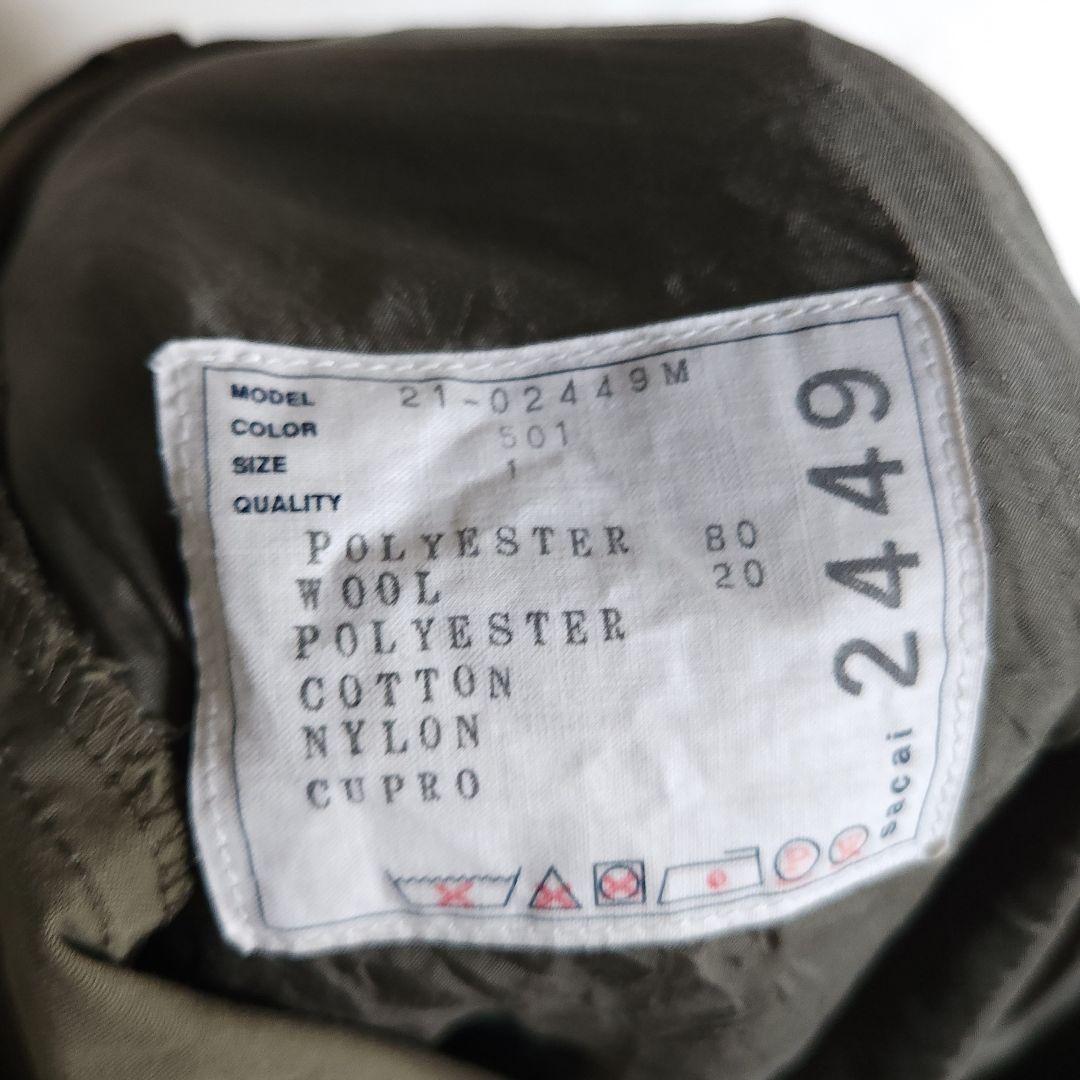 MODEL 21-02449M
COLOR 501
SIZE 1
QUALITY
POLYESTER 80
WOOL 20
POLYESTER
COTTON
NYLON
CUPRO
2449
sacai
P